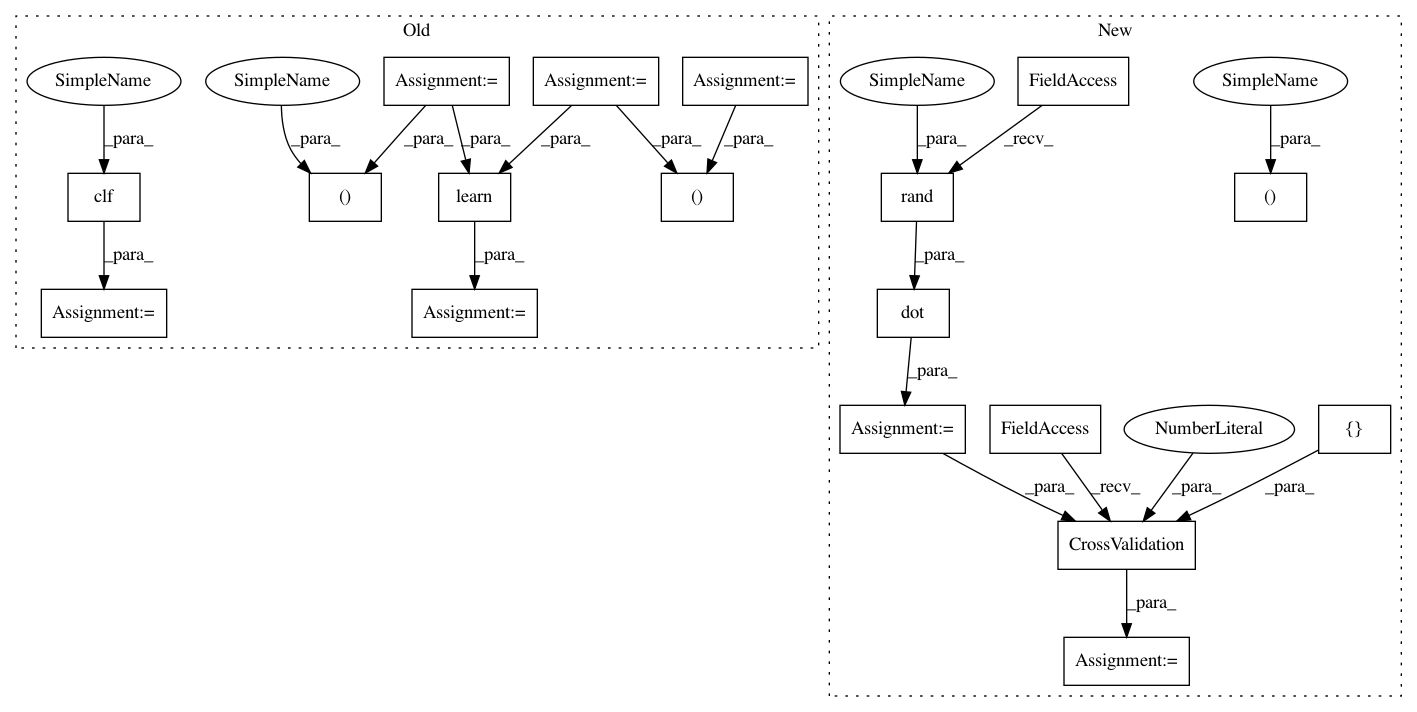 Old
New
SimpleName
SimpleName
Assignment:=
Assignment:=
Assignment:=
SimpleName
FieldAccess
SimpleName
_para_
_para_
_para_
_para_
_para_
_para_
_para_
_para_
_recv_
_para_
clf
()
learn
()
rand
()
_para_
_para_
_para_
Assignment:=
Assignment:=
dot
_para_
Assignment:=
FieldAccess
NumberLiteral
{}
_para_
_recv_
_para_
_para_
CrossValidation
_para_
Assignment:=